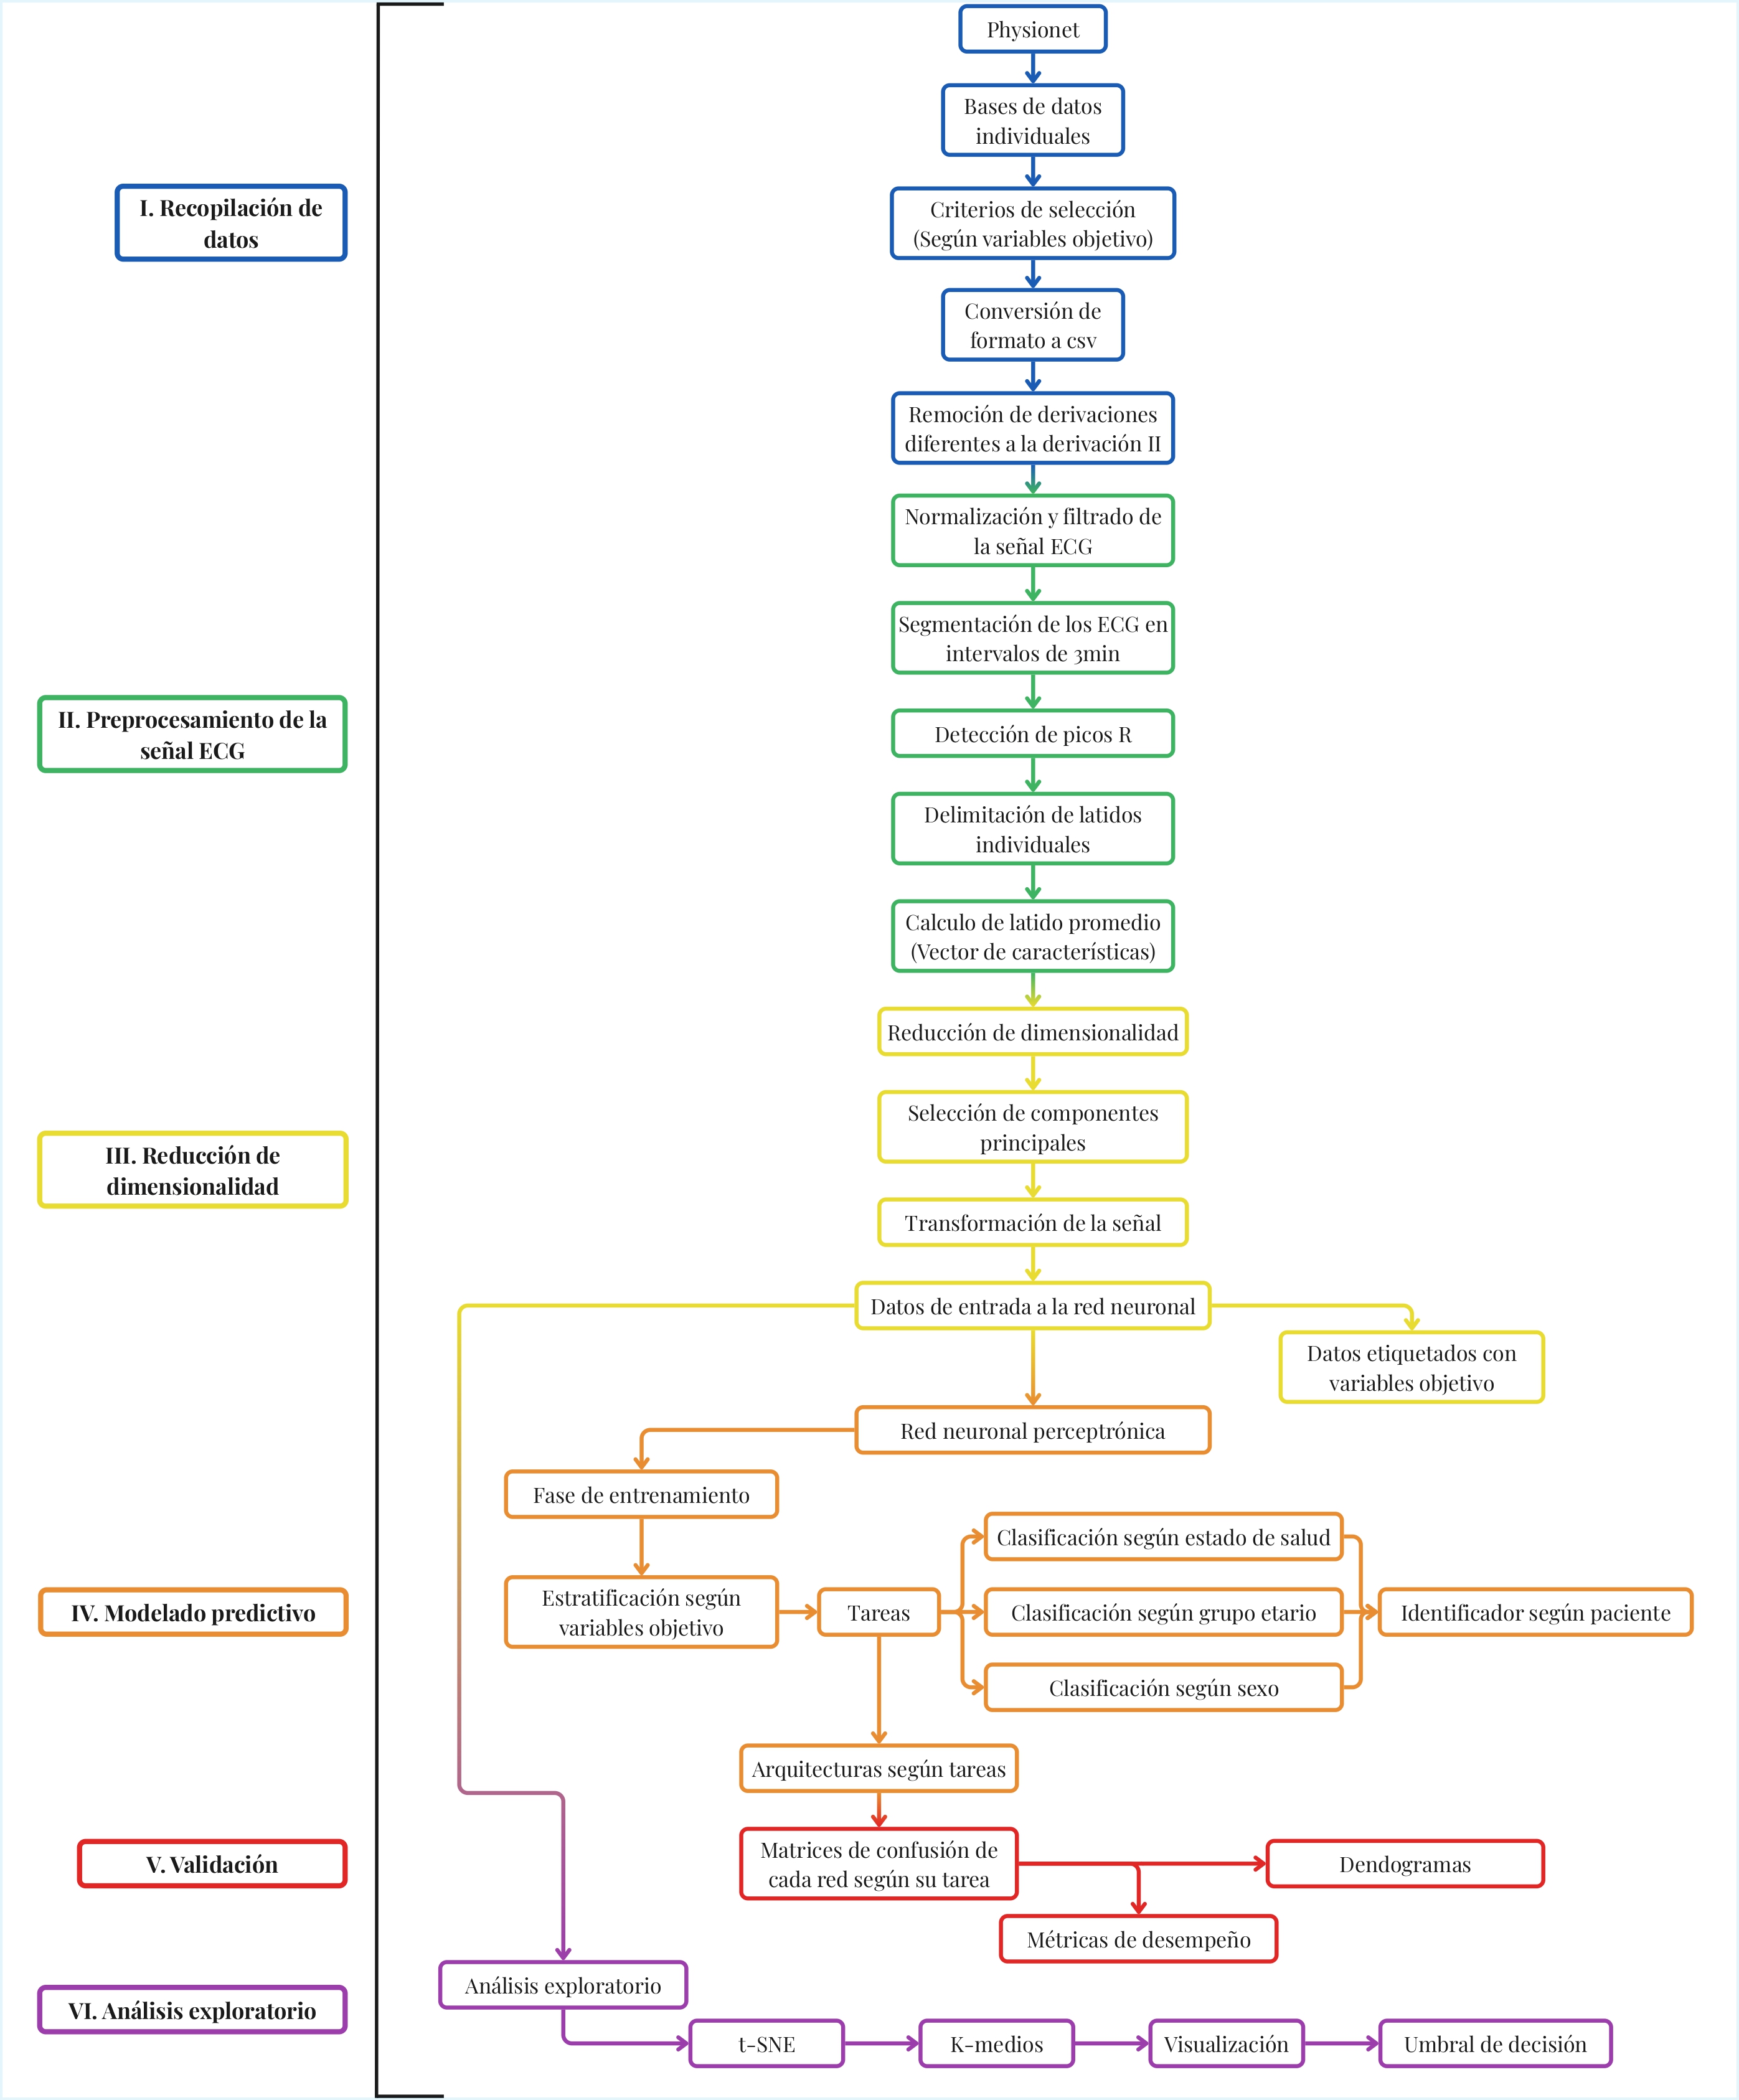 Physionet
Bases de datos
individuales
I. Recopilación de
datos
Criterios de selección
(Según variables objetivo)
Conversión de
formato a csv
Remoción de derivaciones
diferentes a la derivación II
Normalización y filtrado de
la señal ECG
Segmentación de los ECG en
intervalos de 3min
II. Preprocesamiento de la
señal ECG
Detección de picos R
Delimitación de latidos
individuales
Calculo de latido promedio
(Vector de características)
Reducción de dimensionalidad
III. Reducción de
dimensionalidad
Selección de componentes
principales
Transformación de la señal
Datos de entrada a la red neuronal
Datos etiquetados con
variables objetivo
Red neuronal perceptrónica
Fase de entrenamiento
Clasificación según estado de salud
IV. Modelado predictivo
Estratificación según
variables objetivo
Tareas
Clasificación según grupo etario
Identificador según paciente
Clasificación según sexo
Arquitecturas según tareas
V. Validación
Matrices de confusión de
cada red según su tarea
Dendogramas
Métricas de desempeño
Análisis exploratorio
VI. Análisis exploratorio
t-SNE
K-medios
Visualización
Umbral de decisión